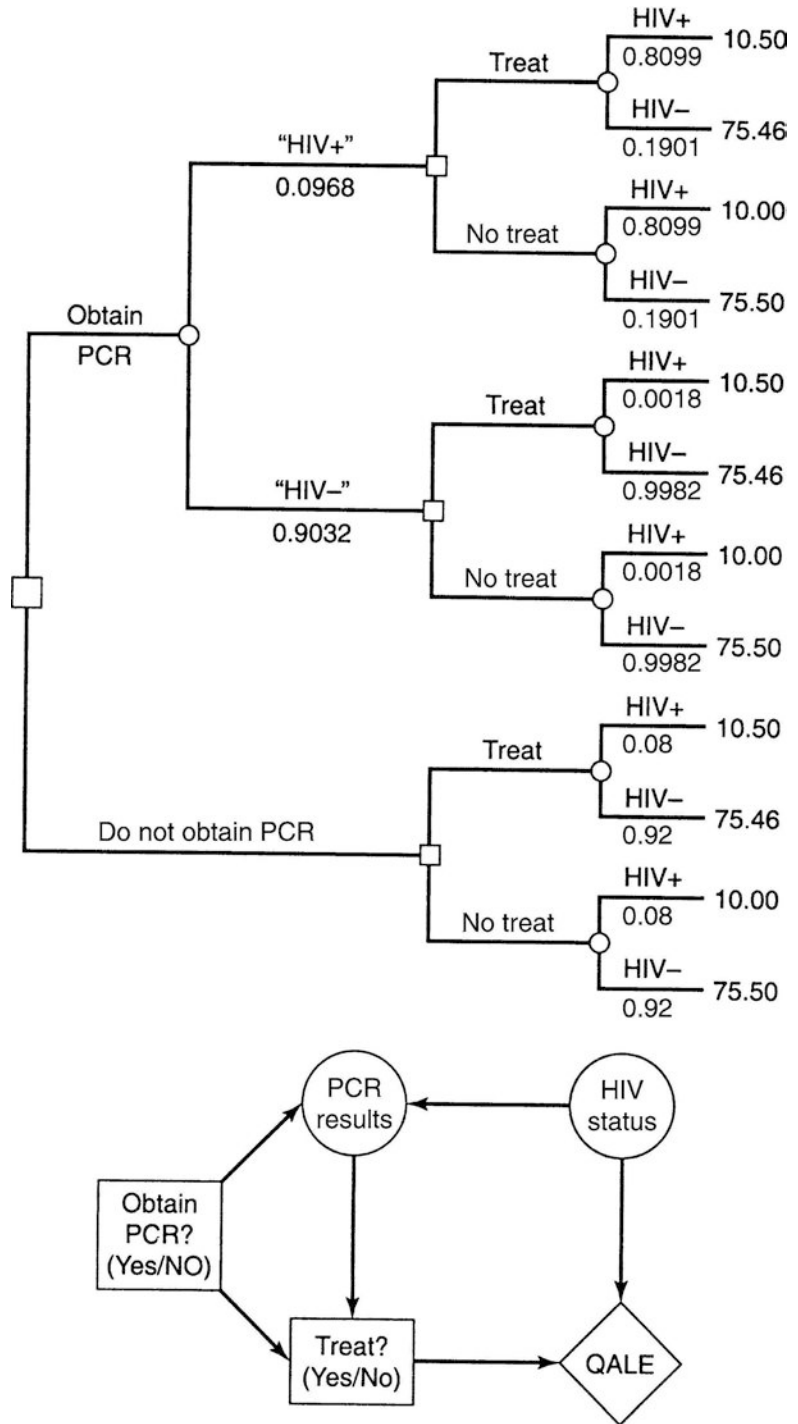 HIV+
0.8099
10.50
Treat
HIV–
0.1901
75.46
“HIV+”
0.0968
HIV+
0.8099
10.00
No treat
HIV–
0.1901
75.50
Obtain
PCR
HIV+
0.0018
10.50
Treat
HIV–
0.9982
75.46
“HIV–”
0.9032
HIV+
0.0018
10.00
No treat
HIV–
0.9982
75.50
HIV+
0.08
10.50
Treat
HIV–
0.92
75.46
Do not obtain PCR
HIV+
0.08
10.00
No treat
HIV–
0.92
75.50
PCR
results
HIV
status
Obtain
PCR?
(Yes/NO)
Treat?
(Yes/No)
QALE